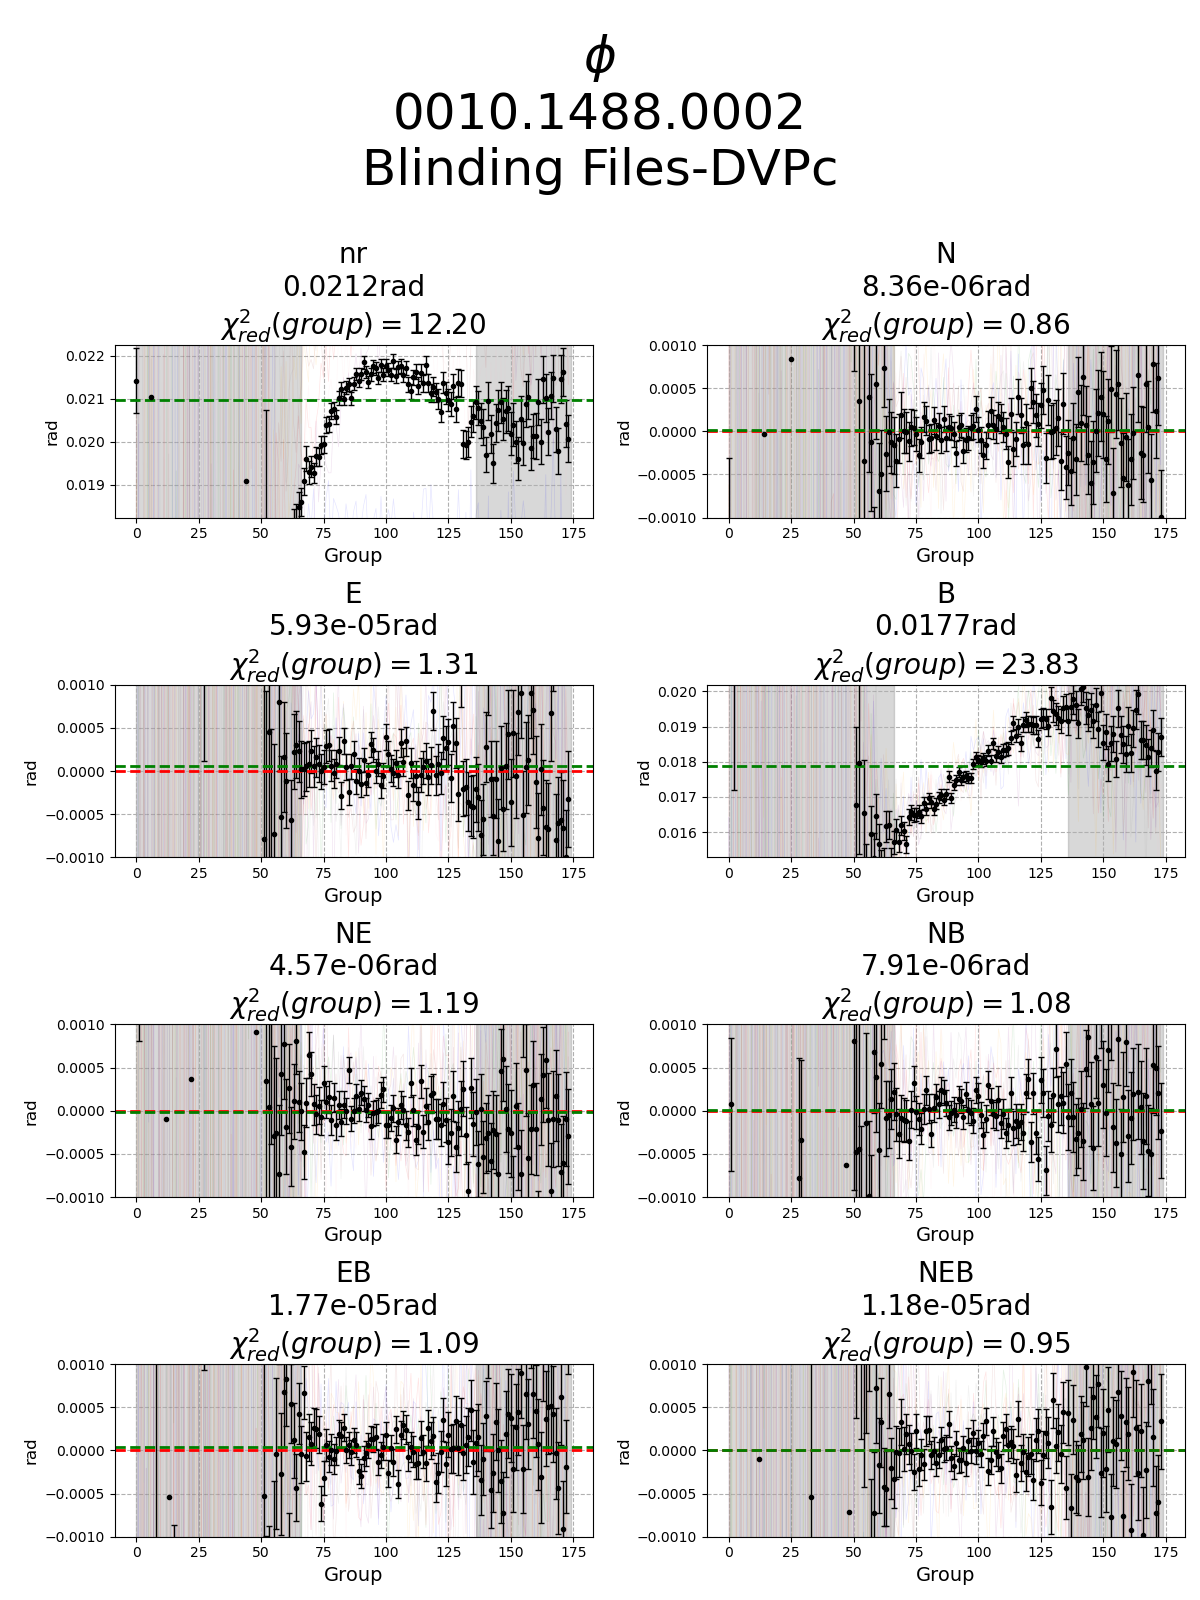 ϕ
0010.1488.0002
Blinding Files-DVPc
nr
0.0212rad
χ²red(group) = 12.20
0.022
0.021
0.020
0.019
rad
0 25 50 75 100 125 150 175
Group
N
8.36e-06rad
χ²red(group) = 0.86
0.0010
0.0005
0.0000
−0.0005
−0.0010
rad
0 25 50 75 100 125 150 175
Group
E
5.93e-05rad
χ²red(group) = 1.31
0.0010
0.0005
0.0000
−0.0005
−0.0010
rad
0 25 50 75 100 125 150 175
Group
B
0.0177rad
χ²red(group) = 23.83
0.020
0.019
0.018
0.017
0.016
rad
0 25 50 75 100 125 150 175
Group
NE
4.57e-06rad
χ²red(group) = 1.19
0.0010
0.0005
0.0000
−0.0005
−0.0010
rad
0 25 50 75 100 125 150 175
Group
NB
7.91e-06rad
χ²red(group) = 1.08
0.0010
0.0005
0.0000
−0.0005
−0.0010
rad
0 25 50 75 100 125 150 175
Group
EB
1.77e-05rad
χ²red(group) = 1.09
0.0010
0.0005
0.0000
−0.0005
−0.0010
rad
0 25 50 75 100 125 150 175
Group
NEB
1.18e-05rad
χ²red(group) = 0.95
0.0010
0.0005
0.0000
−0.0005
−0.0010
rad
0 25 50 75 100 125 150 175
Group